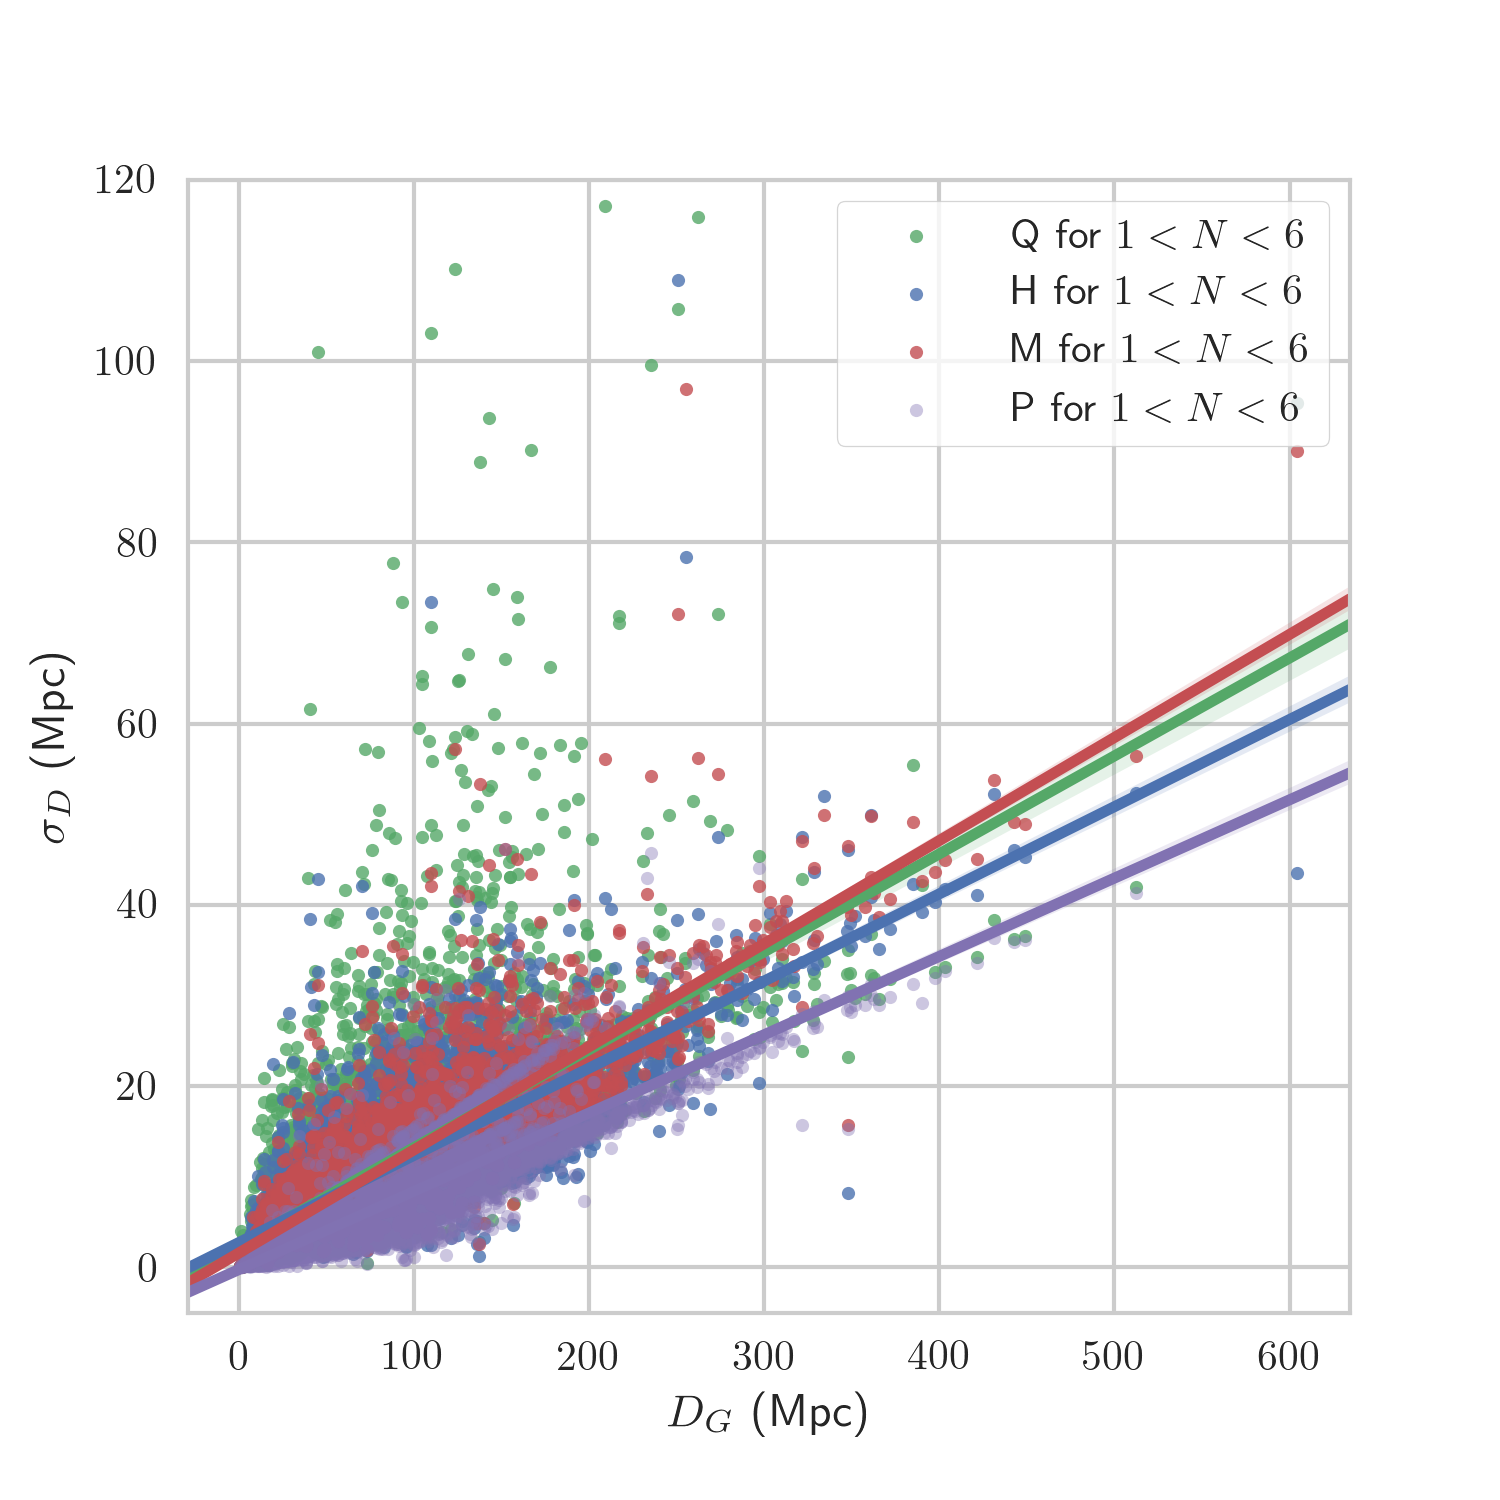 120
100
80
60
40
20
0
σ_D (Mpc)
Q for 1 < N < 6
H for 1 < N < 6
M for 1 < N < 6
P for 1 < N < 6
0 100 200 300 400 500 600
D_G (Mpc)